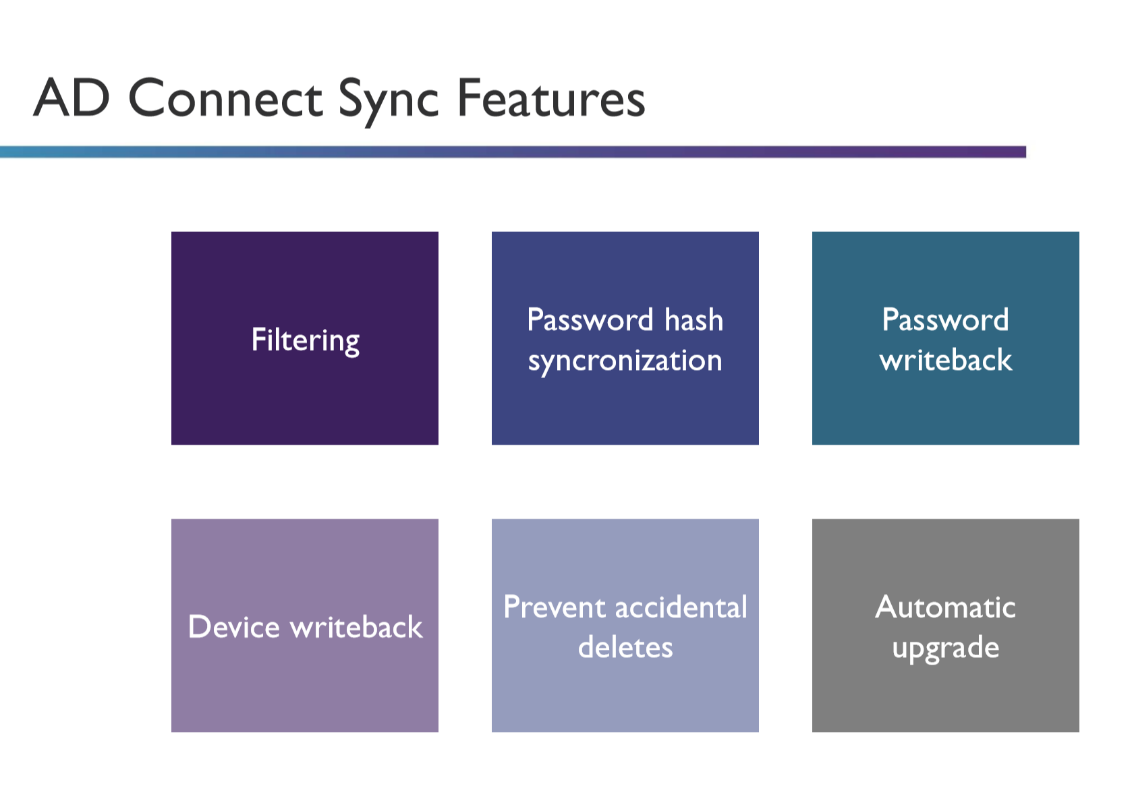 AD Connect Sync Features
Filtering
Password hash
syncronization
Password
writeback
Device writeback
Prevent accidental
deletes
Automatic
upgrade